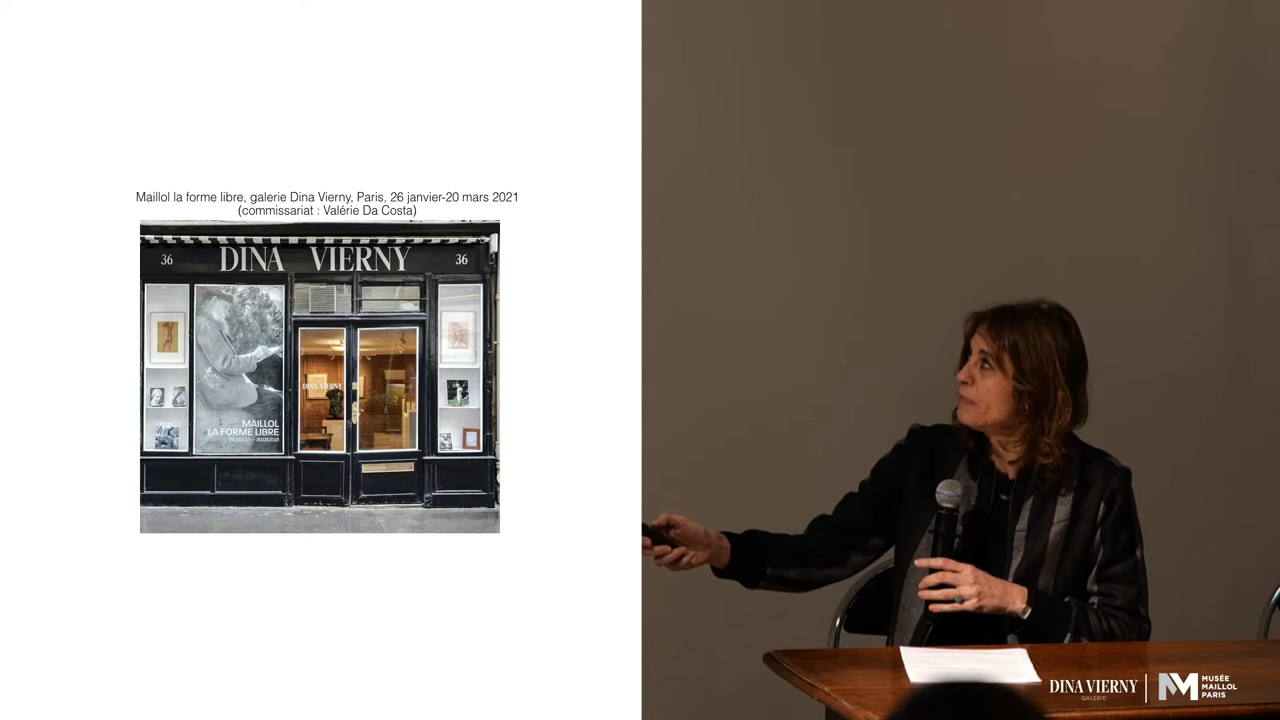 Maillol la forme libre, galerie Dina Vierny, Paris, 26 janvier-20 mars 2021
(commissariat : Valérie Da Costa)
36 DINA VIERNY 36
DINA VIERNY
MAILLOL
LA FORME LIBRE
DINA VIERNY
GALERIE
MUSÉE
MAILLOL
PARIS